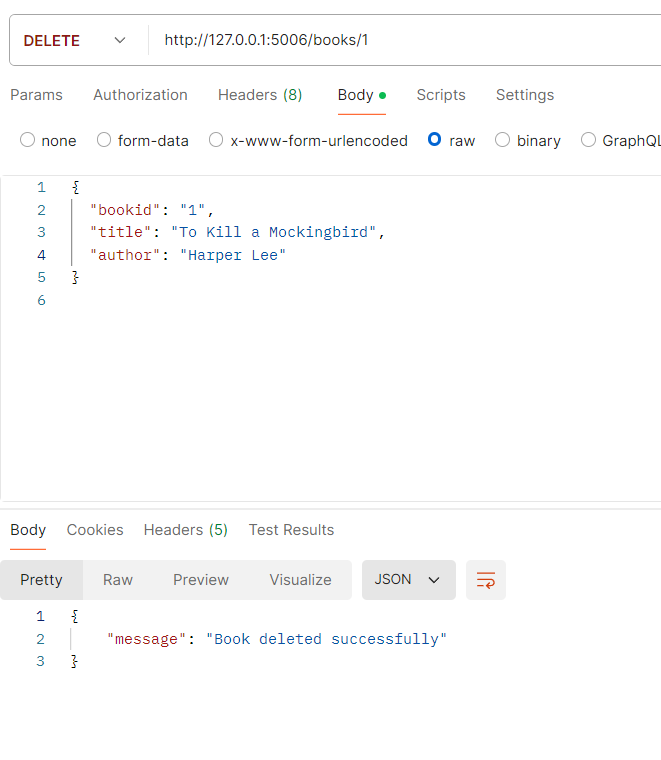 DELETE http://127.0.0.1:5006/books/1
Params Authorization Headers (8) Body Scripts Settings
none form-data x-www-form-urlencoded raw binary GraphQL
1 {
2 "bookid": "1",
3 "title": "To Kill a Mockingbird",
4 "author": "Harper Lee"
5 }
6
Body Cookies Headers (5) Test Results
Pretty Raw Preview Visualize JSON
1 {
2 "message": "Book deleted successfully"
3 }